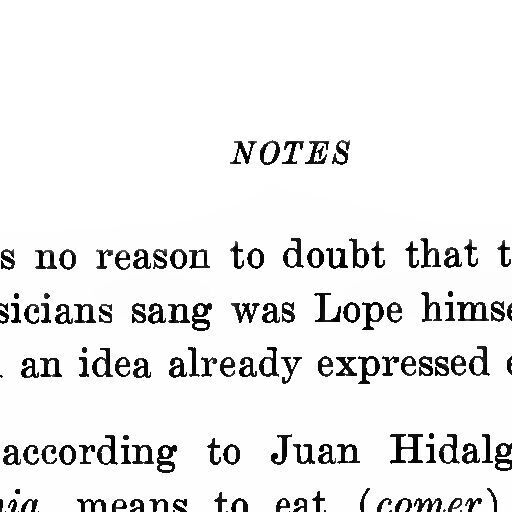 NOTES
s no reason to doubt that t
sicians sang was Lope himse
an idea already expressed e
according to Juan Hidalg
means to eat (comer)